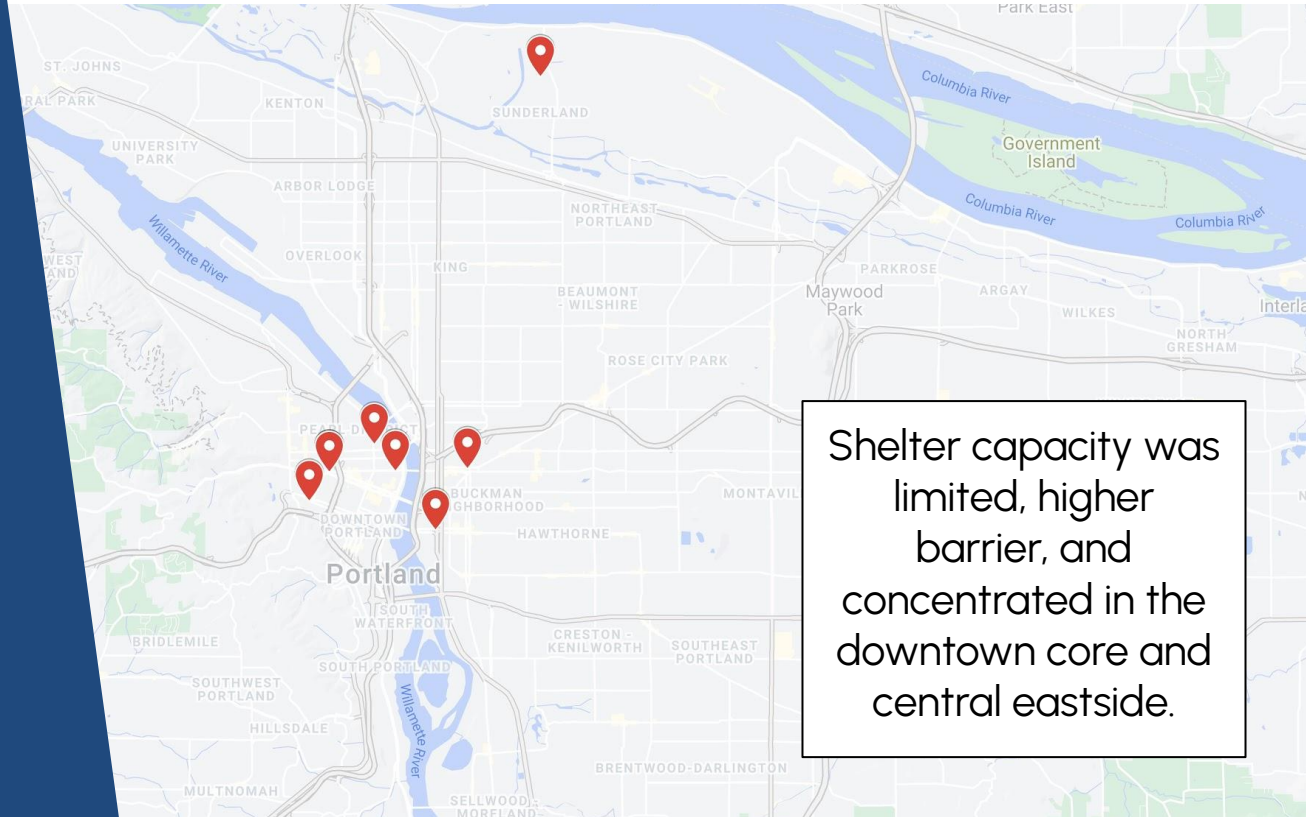 Park East
ST. JOHNS
RAL PARK
KENTON
SUNDERLAND
Columbia River
Government
Island
UNIVERSITY
PARK
ARBOR LODGE
NORTHEAST
PORTLAND
Columbia River
Columbia River
Willamette River
OVERLOOK
KING
WEST
PARKROSE
BEAUMONT
- WILSHIRE
Maywood
Park
ARGAY
WILKES
Interla
NORTH
GRESHAM
ROSE CITY PARK
PEARL DISTRICT
BUCKMAN
GHBORHOOD
MONTAVIL
DOWNTOWN
PORTLAND
HAWTHORNE
Portland
SOUTH
WATERFRONT
BRIDLEMILE
CRESTON -
KENILWORTH
SOUTHEAST
PORTLAND
SOUTH PORTLAND
SOUTHWEST
PORTLAND
Willamette River
HILLSDALE
BRENTWOOD-DARLINGTON
MULTNOMAH
SELLWOOD -
MORELAND-
Shelter capacity was
limited, higher
barrier, and
concentrated in the
downtown core and
central eastside.